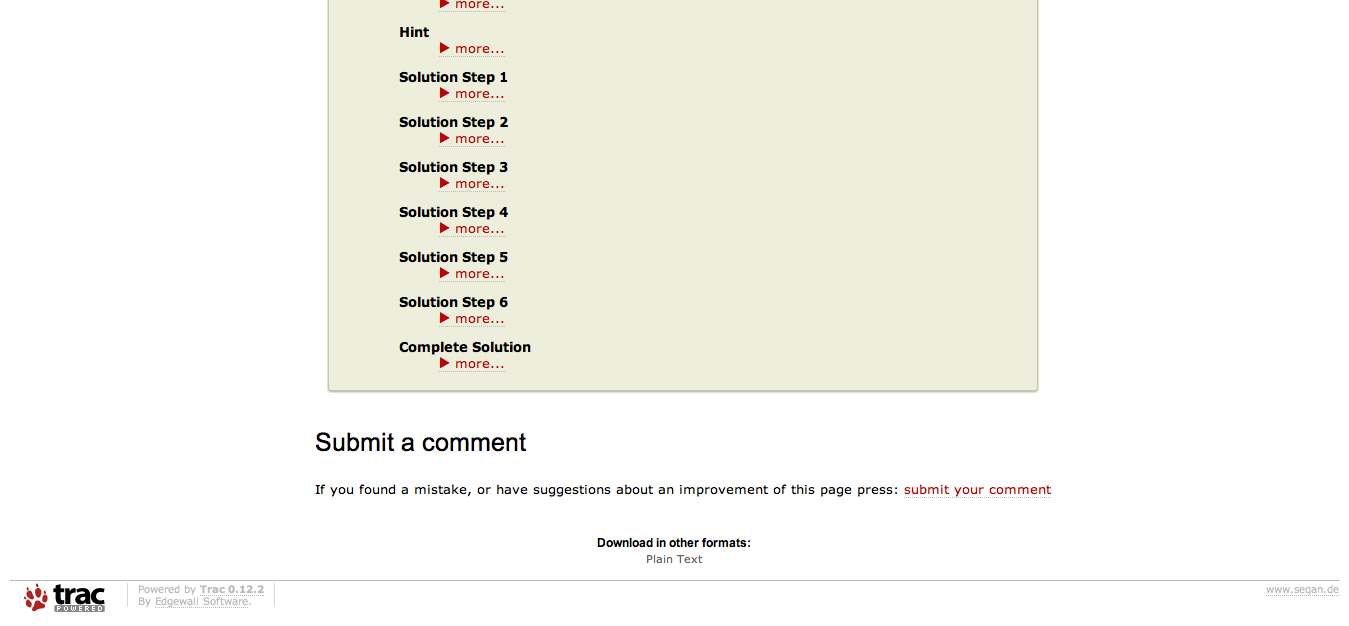 ▶ more...
Hint
▶ more...
Solution Step 1
▶ more...
Solution Step 2
▶ more...
Solution Step 3
▶ more...
Solution Step 4
▶ more...
Solution Step 5
▶ more...
Solution Step 6
▶ more...
Complete Solution
▶ more...
Submit a comment
If you found a mistake, or have suggestions about an improvement of this page press: submit your comment
Download in other formats:
Plain Text
trac
POWERED
Powered by Trac 0.12.2
By Edgewall Software.
www.seqan.de